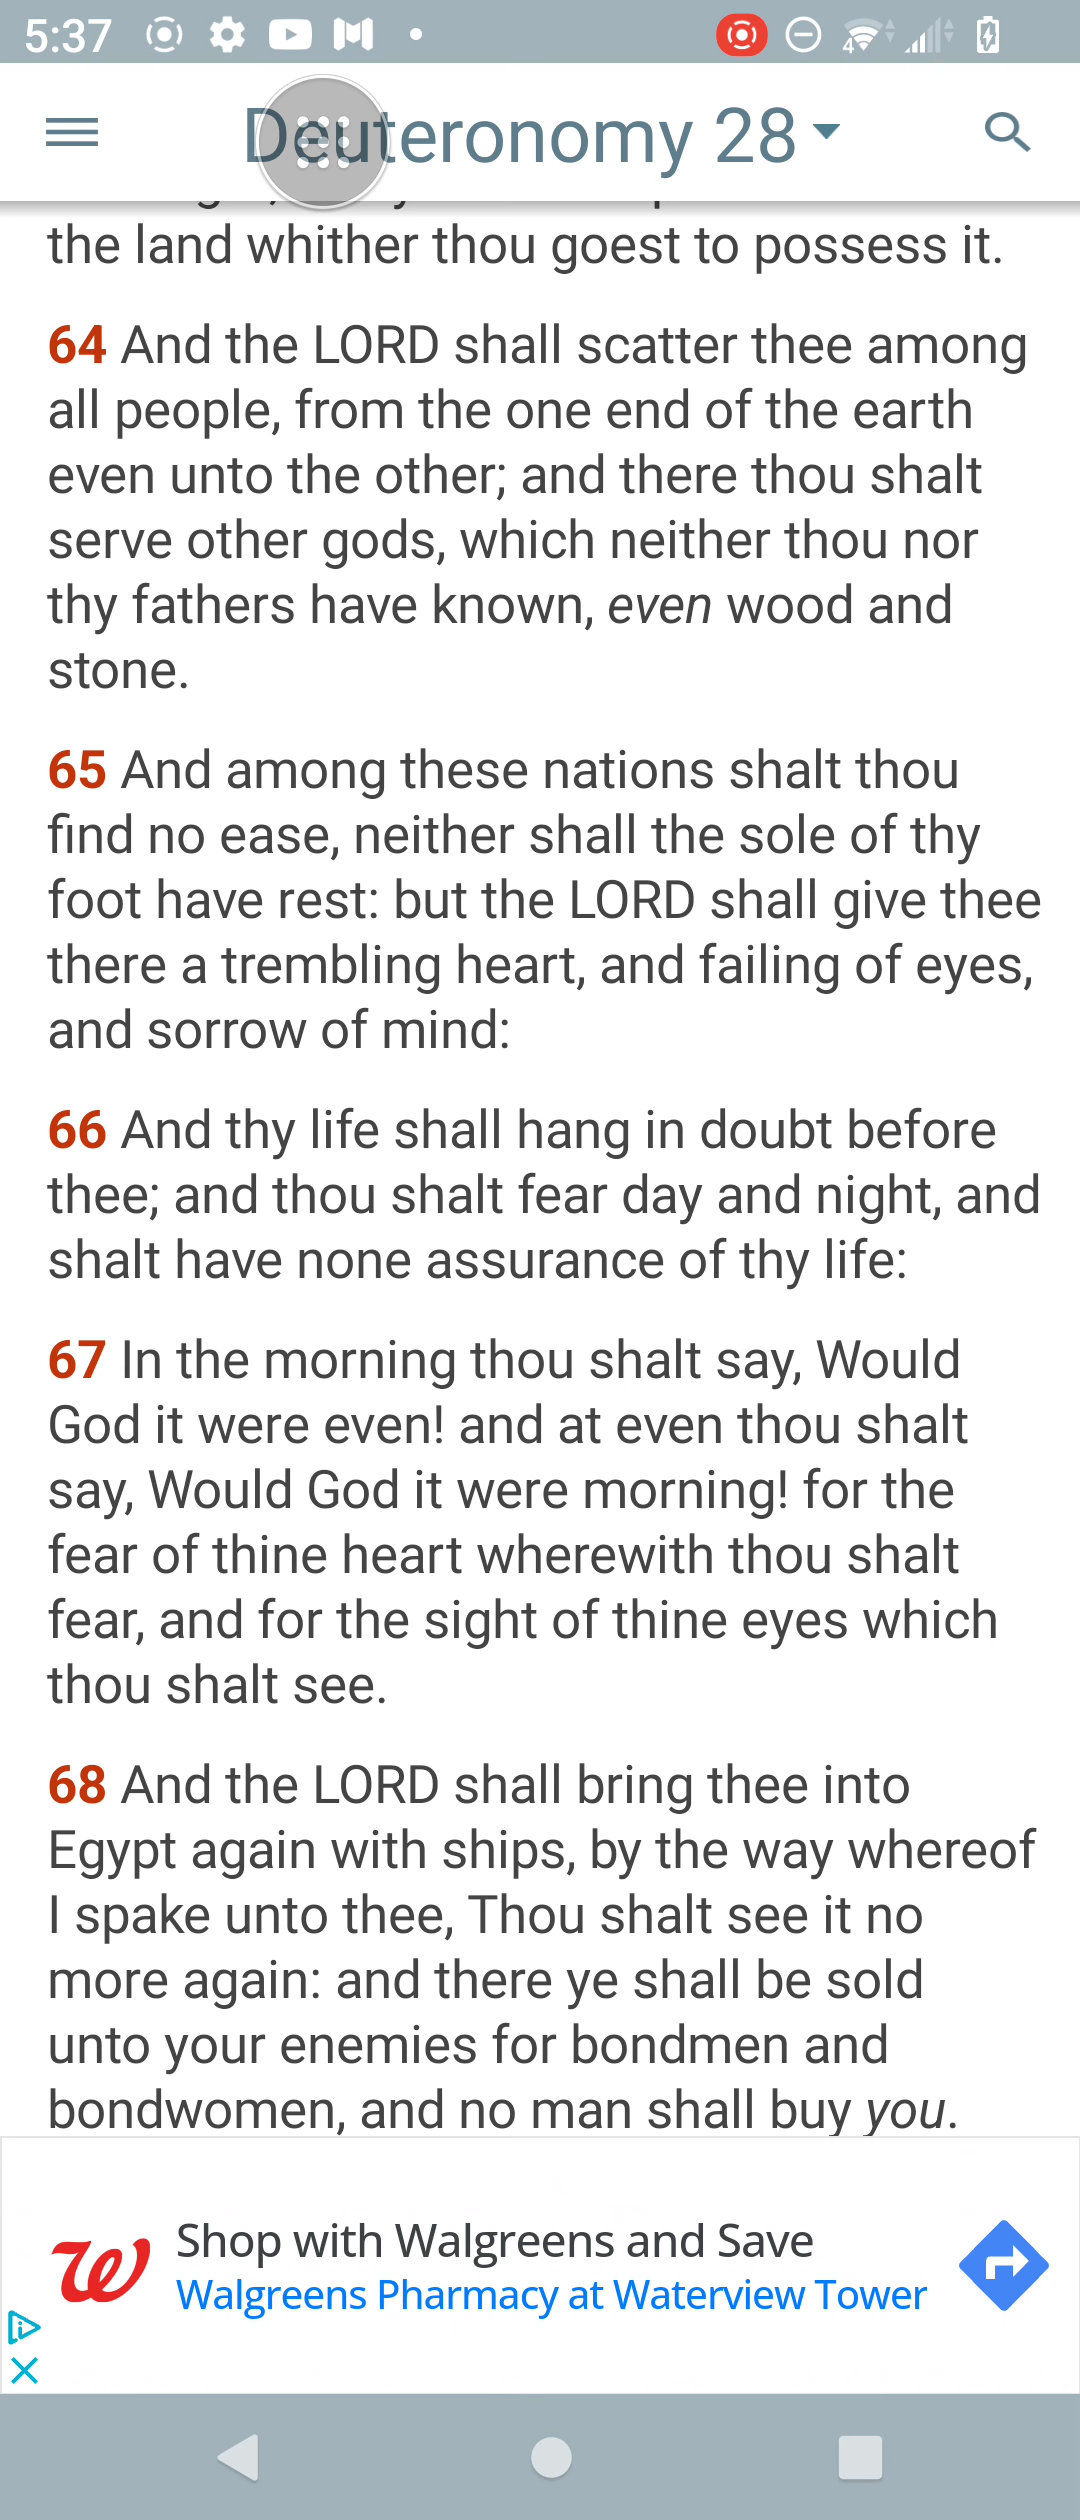 5:37
4
Deuteronomy 28
the land whither thou goest to possess it.
64 And the LORD shall scatter thee among
all people, from the one end of the earth
even unto the other; and there thou shalt
serve other gods, which neither thou nor
thy fathers have known, even wood and
stone.
65 And among these nations shalt thou
find no ease, neither shall the sole of thy
foot have rest: but the LORD shall give thee
there a trembling heart, and failing of eyes,
and sorrow of mind:
66 And thy life shall hang in doubt before
thee; and thou shalt fear day and night, and
shalt have none assurance of thy life:
67 In the morning thou shalt say, Would
God it were even! and at even thou shalt
say, Would God it were morning! for the
fear of thine heart wherewith thou shalt
fear, and for the sight of thine eyes which
thou shalt see.
68 And the LORD shall bring thee into
Egypt again with ships, by the way whereof
I spake unto thee, Thou shalt see it no
more again: and there ye shall be sold
unto your enemies for bondmen and
bondwomen, and no man shall buy you.
W
Shop with Walgreens and Save
Walgreens Pharmacy at Waterview Tower